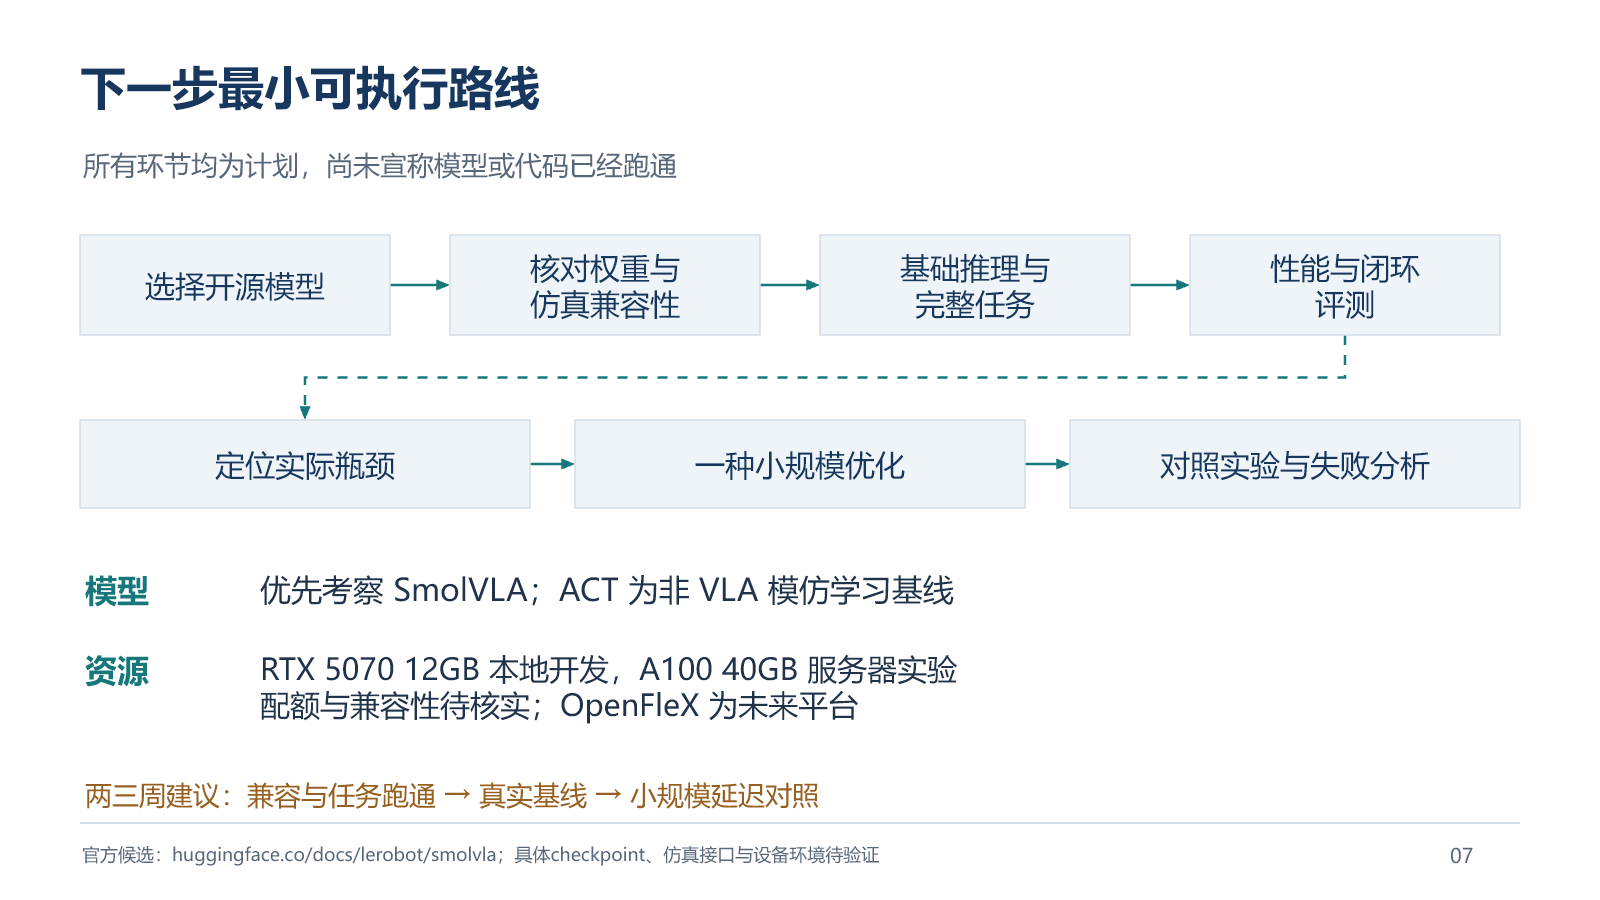 下一步最小可执行路线
所有环节均为计划，尚未宣称模型或代码已经跑通
选择开源模型
核对权重与
仿真兼容性
基础推理与
完整任务
性能与闭环
评测
定位实际瓶颈
一种小规模优化
对照实验与失败分析
模型
优先考察 SmolVLA；ACT 为非 VLA 模仿学习基线
资源
RTX 5070 12GB 本地开发，A100 40GB 服务器实验
配额与兼容性待核实；OpenFleX 为未来平台
两三周建议：兼容与任务跑通 → 真实基线 → 小规模延迟对照
官方候选：huggingface.co/docs/lerobot/smolvla；具体checkpoint、仿真接口与设备环境待验证
07